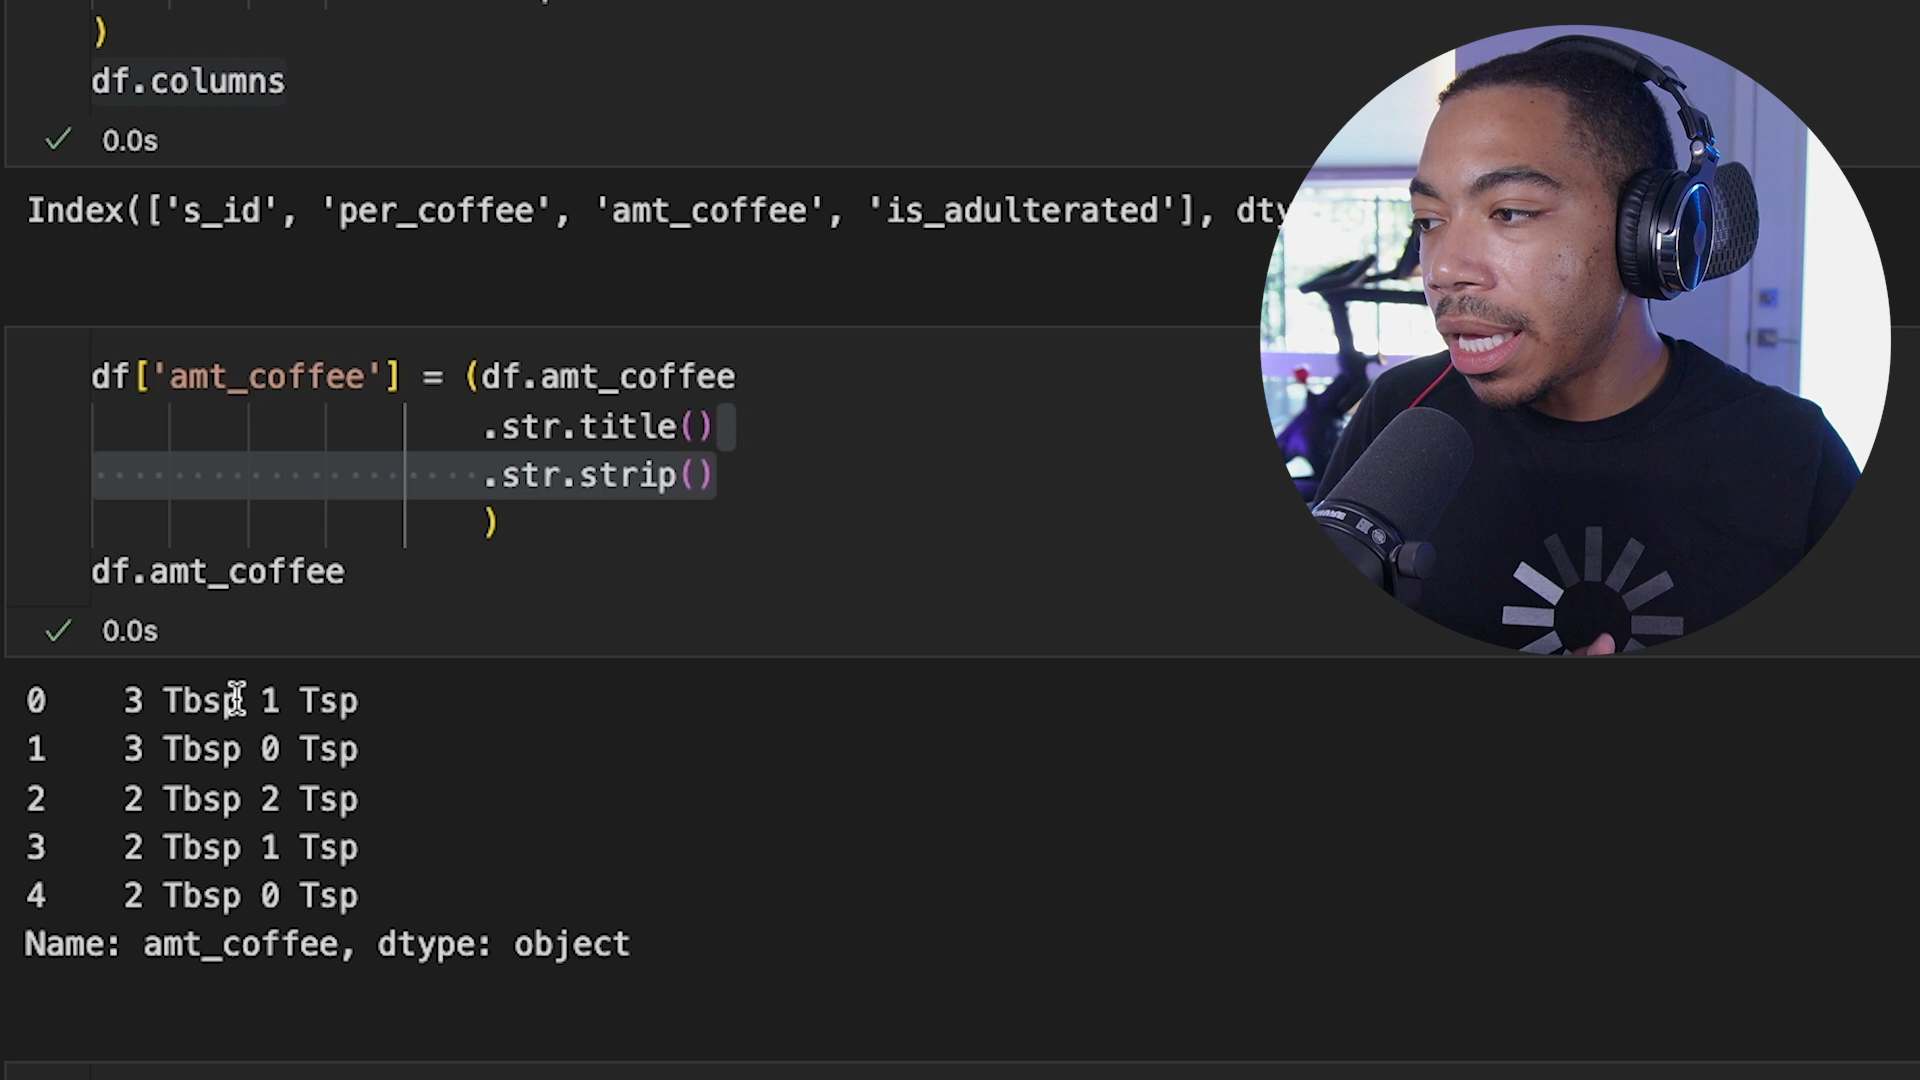 )
df.columns
0.0s
Index(['s_id', 'per_coffee', 'amt_coffee', 'is_adulterated'], dty
df['amt_coffee'] = (df.amt_coffee
.str.title()
.str.strip()
)
df.amt_coffee
0.0s
0 3 Tbsp 1 Tsp
1 3 Tbsp 0 Tsp
2 2 Tbsp 2 Tsp
3 2 Tbsp 1 Tsp
4 2 Tbsp 0 Tsp
Name: amt_coffee, dtype: object